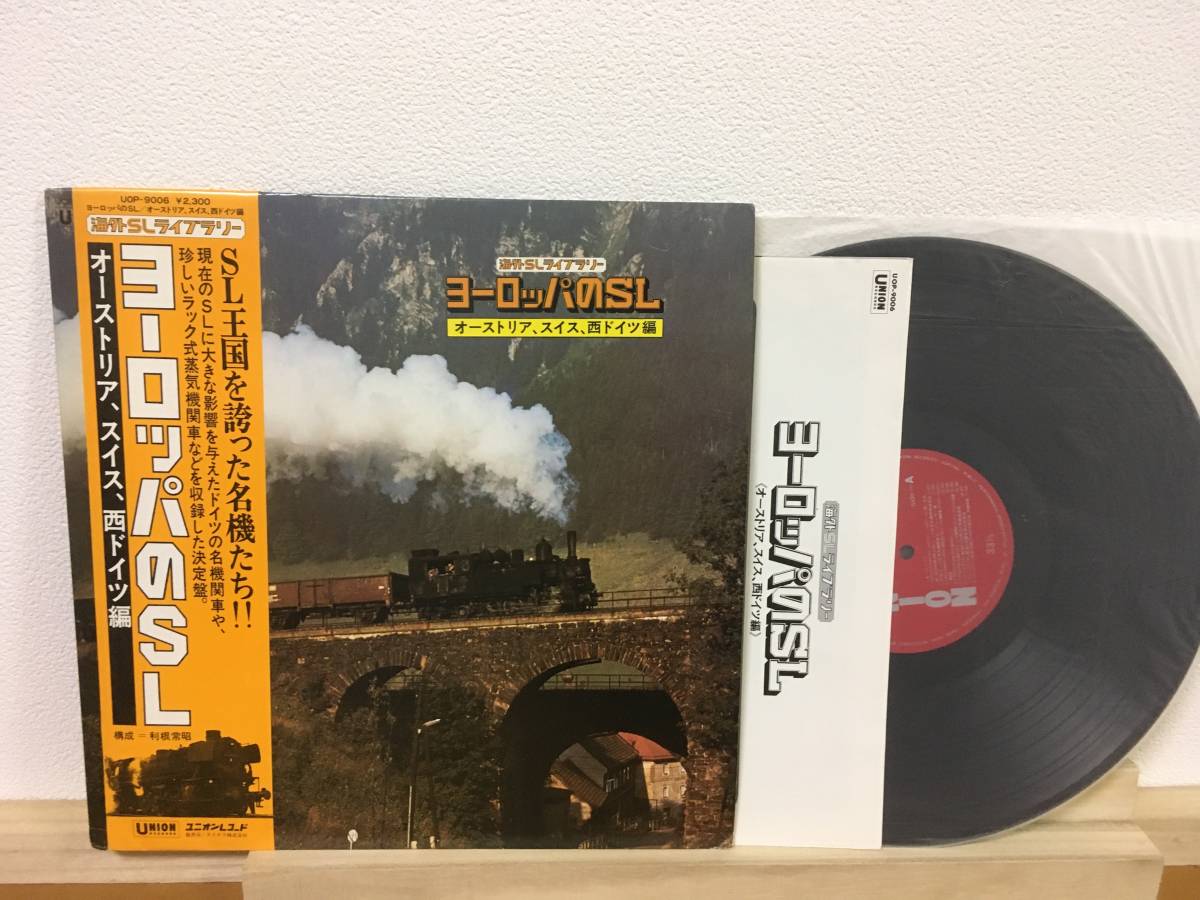 UOP-9006 ¥2,300
ヨーロッパのSL/オーストリア、スイス、西ドイツ編
海外SLライブラリー
ヨーロッパのSL
オーストリア、スイス、西ドイツ編
SL王国を誇った名機たち!!
現在のSLに大きな影響を与えたドイツの名機関車や、
珍しいラック式蒸気機関車などを収録した決定盤。
構成=利根常昭
UNION
RECORDS
ユニオンレコード
U
海外SLライブラリー
ヨーロッパのSL
オーストリア、スイス、西ドイツ編
UOP-9006
UNION
RECORDS
海外SLライブラリー
ヨーロッパのSL
〈オーストリア、スイス、西ドイツ編〉
A